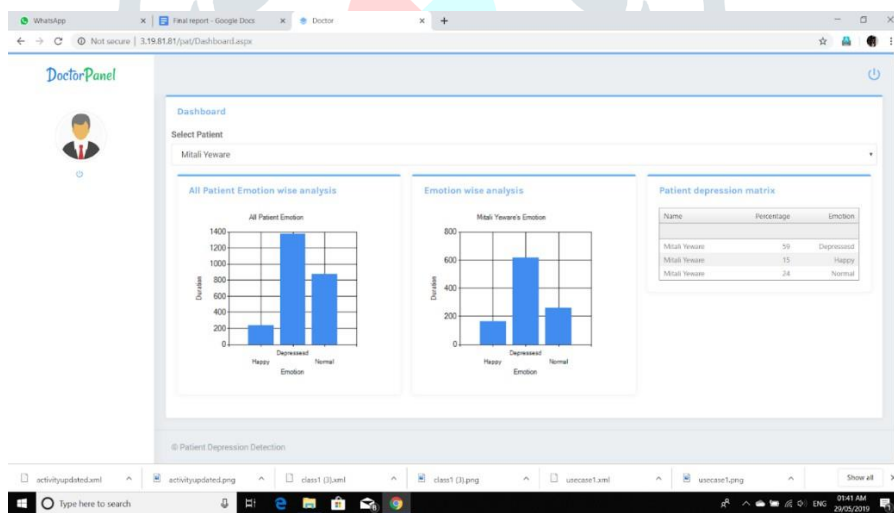 WhatsApp
Final report - Google Docs
Doctor
Not secure | 3.19.81.81/pat/Dashboard.aspx
DoctorPanel
Dashboard
Select Patient
Mitali Yeware
All Patient Emotion wise analysis
All Patient Emotion
1400
1200
1000
800
600
400
200
0
Duration
Depressesd
Happy Normal
Emotion
Emotion wise analysis
Mitali Yeware's Emotion
800
600
400
200
0
Duration
Depressesd
Happy Normal
Emotion
Patient depression matrix
Name Percentage Emotion
Mitali Yeware 59 Depressesd
Mitali Yeware 15 Happy
Mitali Yeware 24 Normal
© Patient Depression Detection
activityupdated.xml activityupdated.png class1 (3).xml class1 (3).png usecase1.xml usecase1.png Show all
Type here to search
ENG
01:41 AM
29/05/2019